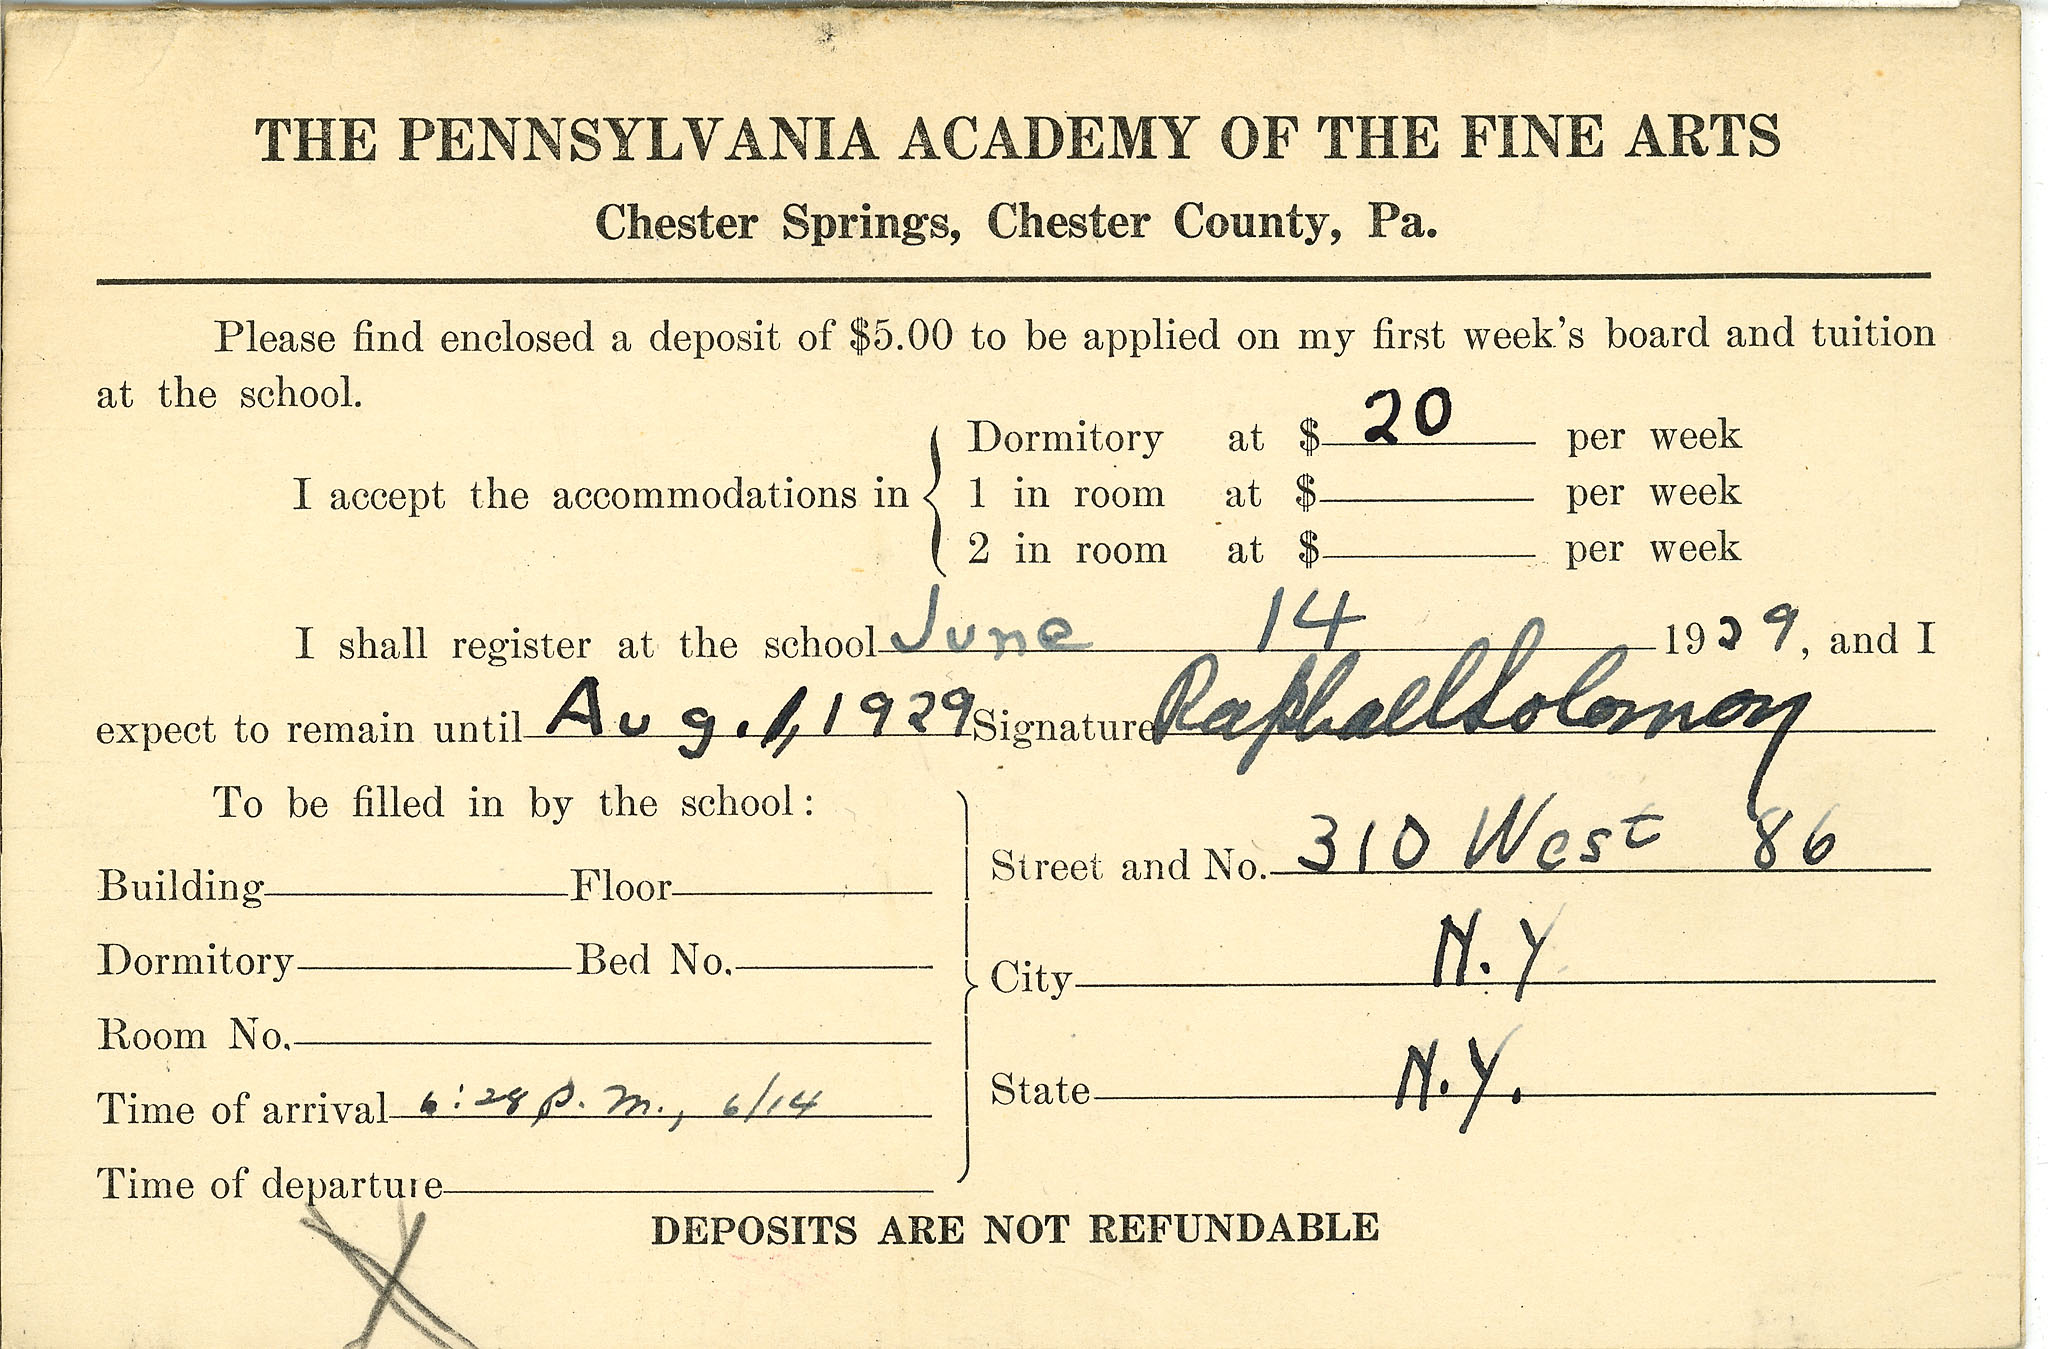 THE PENNSYLVANIA ACADEMY OF THE FINE ARTS
Chester Springs, Chester County, Pa.
Please find enclosed a deposit of $5.00 to be applied on my first week's board and tuition
at the school.
Dormitory at $ 20 per week
I accept the accommodations in 1 in room at $ per week
2 in room at $ per week
I shall register at the school June 14 1929, and I
expect to remain until Aug. 1, 1929 Signature Raphael Solomon
To be filled in by the school:
Street and No. 310 West 86
Building Floor
City N.Y
Dormitory Bed No.
Room No.
State N.Y.
Time of arrival 6:28 P.M., 6/14
Time of departure
DEPOSITS ARE NOT REFUNDABLE